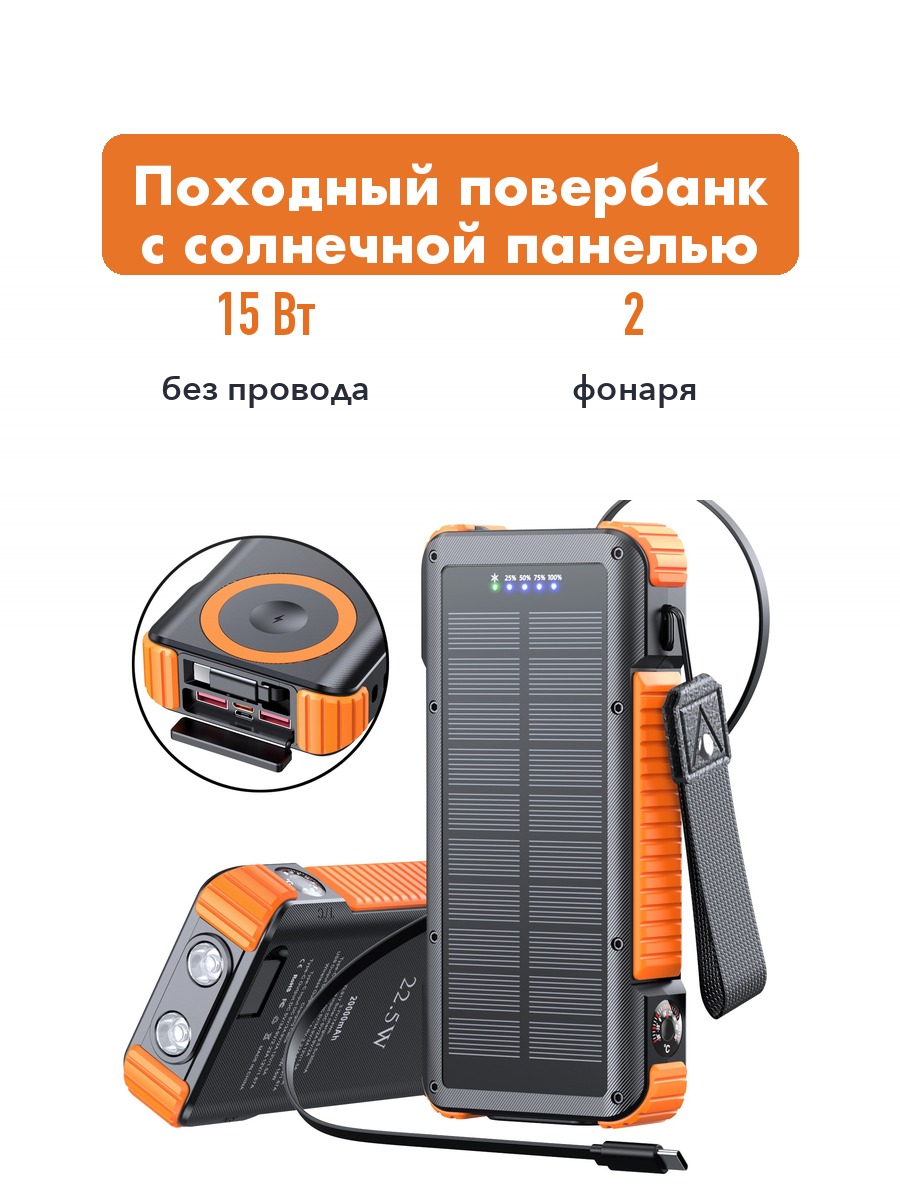 Походный повербанк
с солнечной панелью
15 Вт
2
без провода
фонаря
25% 50% 75% 100%
°C
22.5W
20000mAh